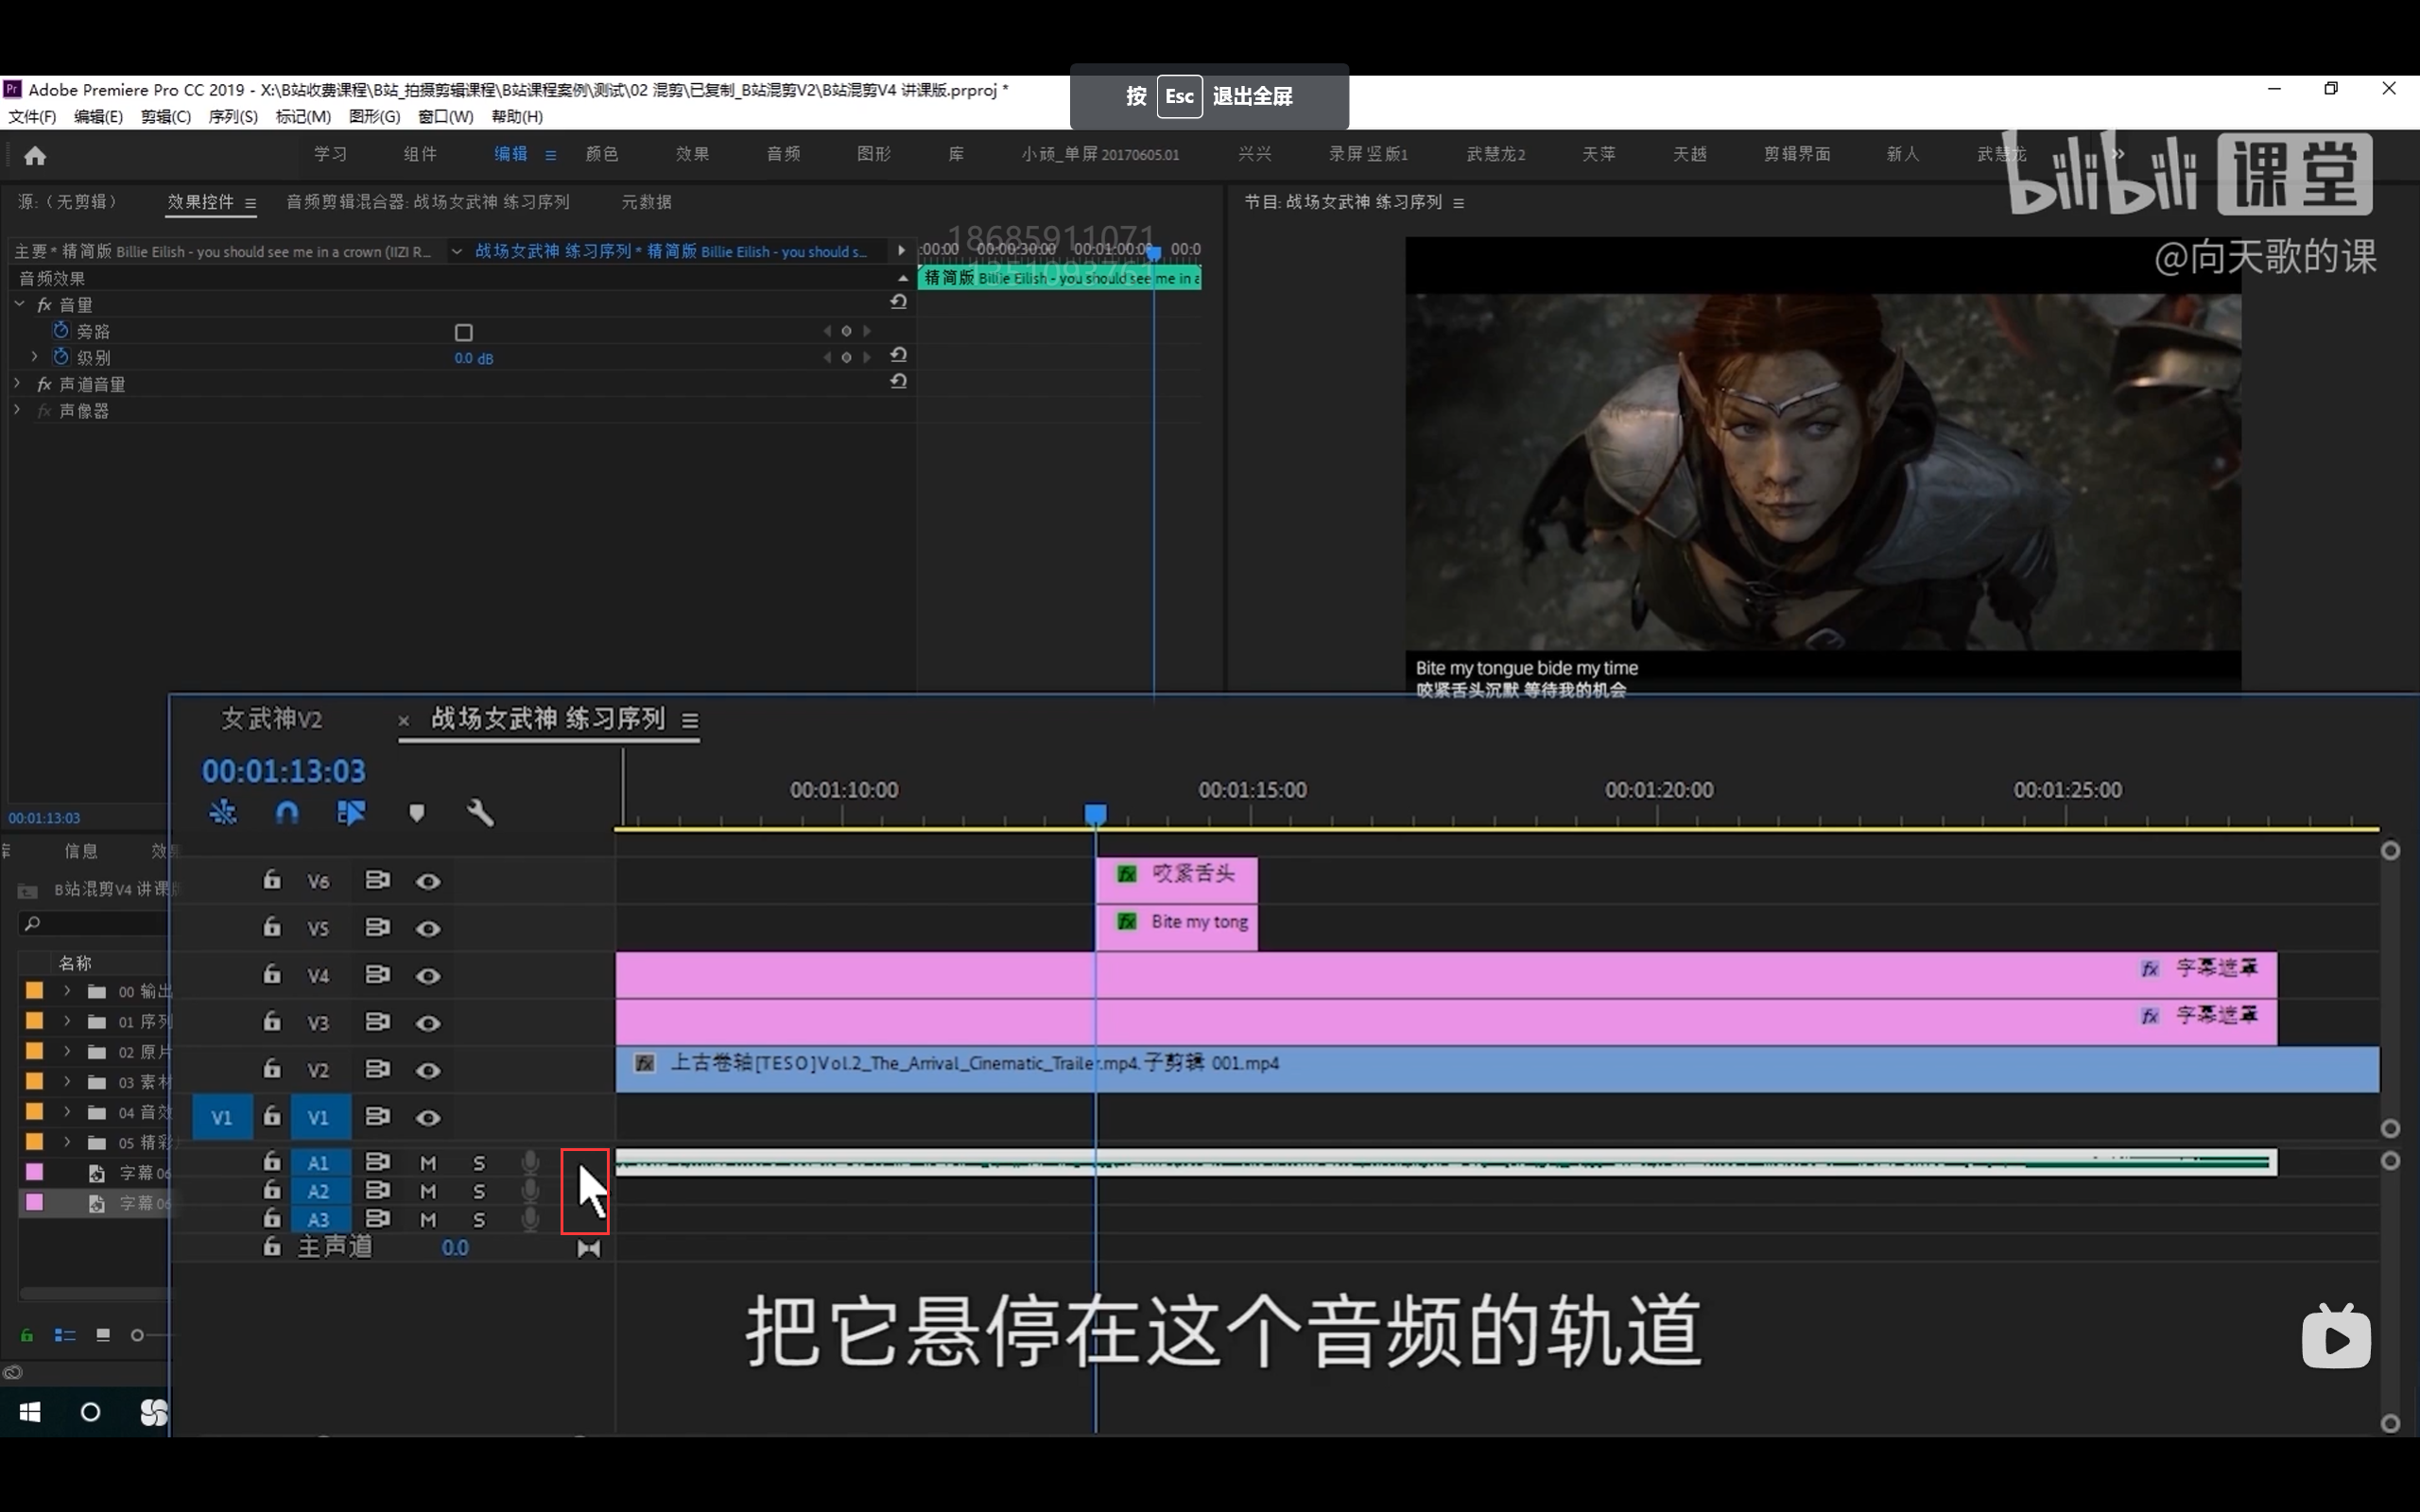 Adobe Premiere Pro CC 2019 - X:\B站收费课程\B站_拍摄剪辑课程\B站课程案例\测试\02 混剪\已复制_B站混剪V2\B站混剪V4 讲课版.prproj *
按 Esc 退出全屏
文件(F) 编辑(E) 剪辑(C) 序列(S) 标记(M) 图形(G) 窗口(W) 帮助(H)
学习 组件 编辑 颜色 效果 音频 图形 库 小顽_单屏 20170605.01 兴兴 录屏竖版1 武慧龙2 天萍 天越 剪辑界面 新人 武慧龙
bilibili 课堂
@向天歌的课
源:（无剪辑） 效果控件 音频剪辑混合器: 战场女武神 练习序列 元数据
节目: 战场女武神 练习序列
18685911071
主要 * 精简版 Billie Eilish - you should see me in a crown (IIZI R... 战场女武神 练习序列 * 精简版 Billie Eilish - you should s...
:00:00 00:00:30:00 00:01:00:00 00:0
音频效果
精简版 Billie Eilish - you should see me in a
fx 音量
旁路
级别 0.0 dB
fx 声道音量
fx 声像器
Bite my tongue bide my time
咬紧舌头沉默 等待我的机会
女武神V2 × 战场女武神 练习序列
00:01:13:03
00:01:10:00 00:01:15:00 00:01:20:00 00:01:25:00
00:01:13:03
信息
B站混剪V4 讲课
名称
00 输出
01 序列
02 原片
03 素材
04 音效
05 精彩
字幕 06
字幕 06
V6 fx 咬紧舌头
V5 fx Bite my tong
V4 fx 字幕遮罩
V3 fx 字幕遮罩
V2 fx 上古卷轴[TESO]Vol.2_The_Arrival_Cinematic_Trailer.mp4.子剪辑 001.mp4
V1 V1
A1 M S
A2 M S
A3 M S
主声道 0.0
把它悬停在这个音频的轨道